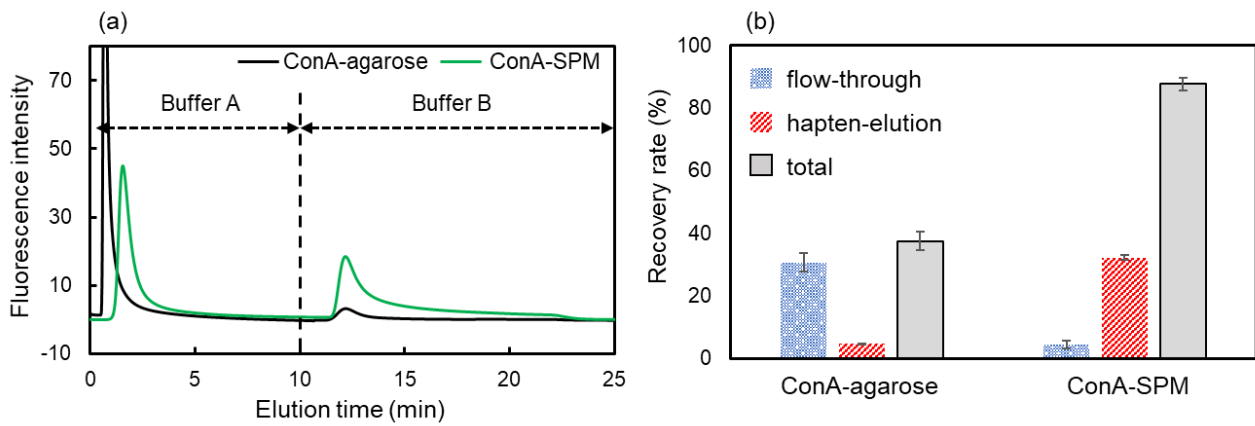 (a)
ConA-agarose
ConA-SPM
Buffer A
Buffer B
Fluorescence intensity
70
50
30
10
-10
0
5
10
15
20
25
Elution time (min)
(b)
Recovery rate (%)
100
80
60
40
20
0
flow-through
hapten-elution
total
ConA-agarose
ConA-SPM